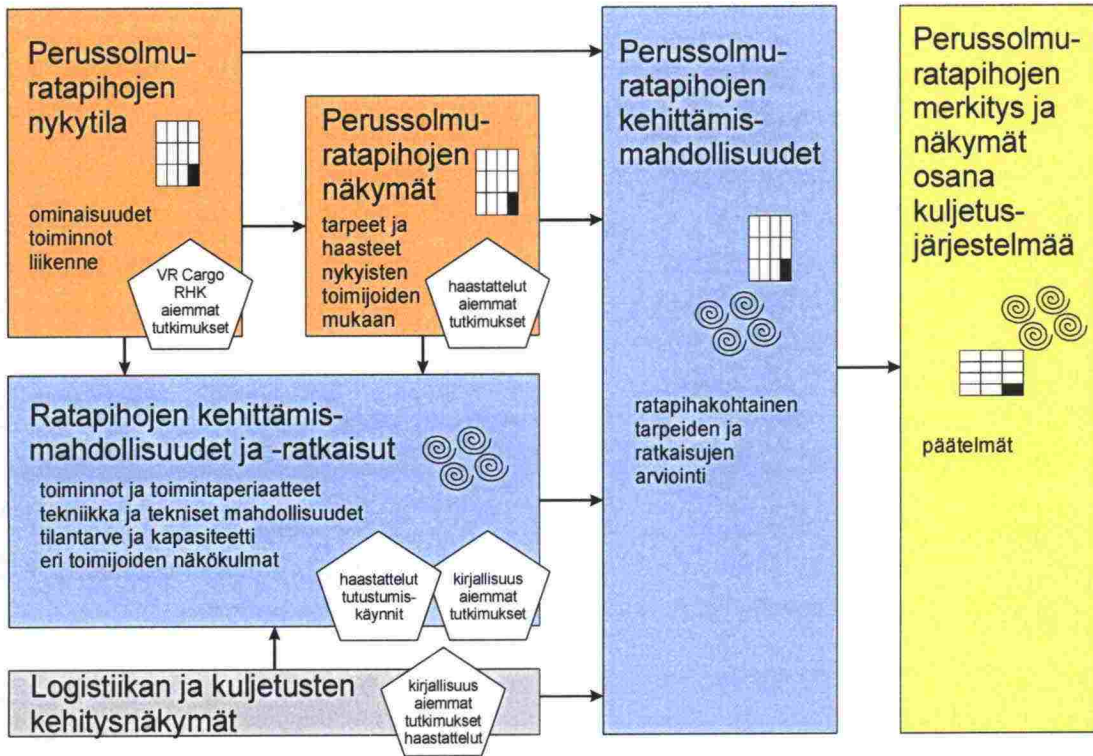 Perussolmu-
ratapihojen
nykytila
ominaisuudet
toiminnot
liikenne
VR Cargo
RHK
aiemmat
tutkimukset
Perussolmu-
ratapihojen
näkymät
tarpeet ja
haasteet
nykyisten
toimijoiden
mukaan
haastattelut
aiemmat
tutkimukset
Ratapihojen kehittämis-
mahdollisuudet ja -ratkaisut
toiminnot ja toimintaperiaatteet
tekniikka ja tekniset mahdollisuudet
tilantarve ja kapasiteetti
eri toimijoiden näkökulmat
haastattelut
tutustumis-
käynnit
kirjallisuus
aiemmat
tutkimukset
Logistiikan ja kuljetusten
kehitysnäkymät
kirjallisuus
aiemmat
tutkimukset
haastattelut
Perussolmu-
ratapihojen
kehittämis-
mahdollisuudet
ratapihakohtainen
tarpeiden ja
ratkaisujen
arviointi
Perussolmu-
ratapihojen
merkitys ja
näkymät
osana
kuljetus-
järjestelmää
päätelmät